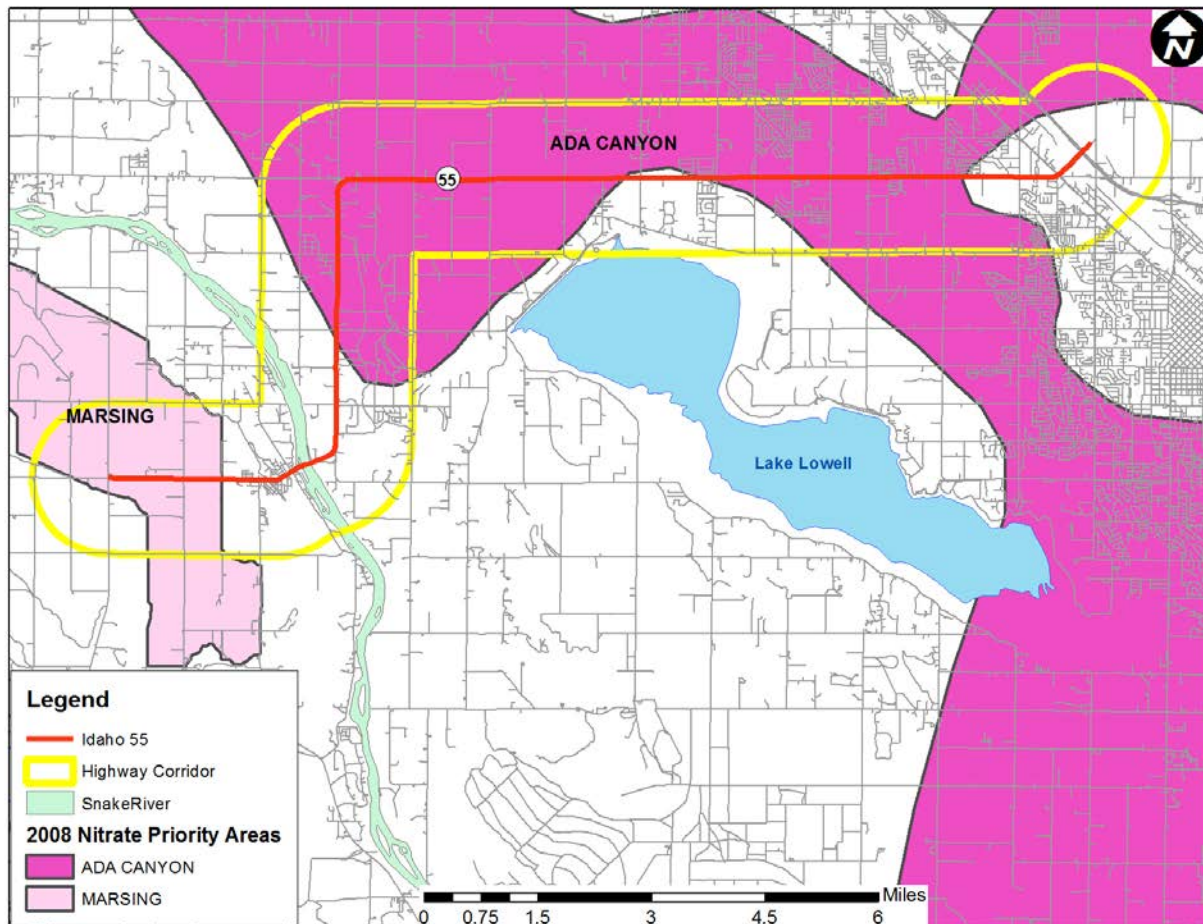 N
ADA CANYON
55
MARSING
Lake Lowell
Legend
Idaho 55
Highway Corridor
SnakeRiver
2008 Nitrate Priority Areas
ADA CANYON
MARSING
Miles
0 0.75 1.5 3 4.5 6